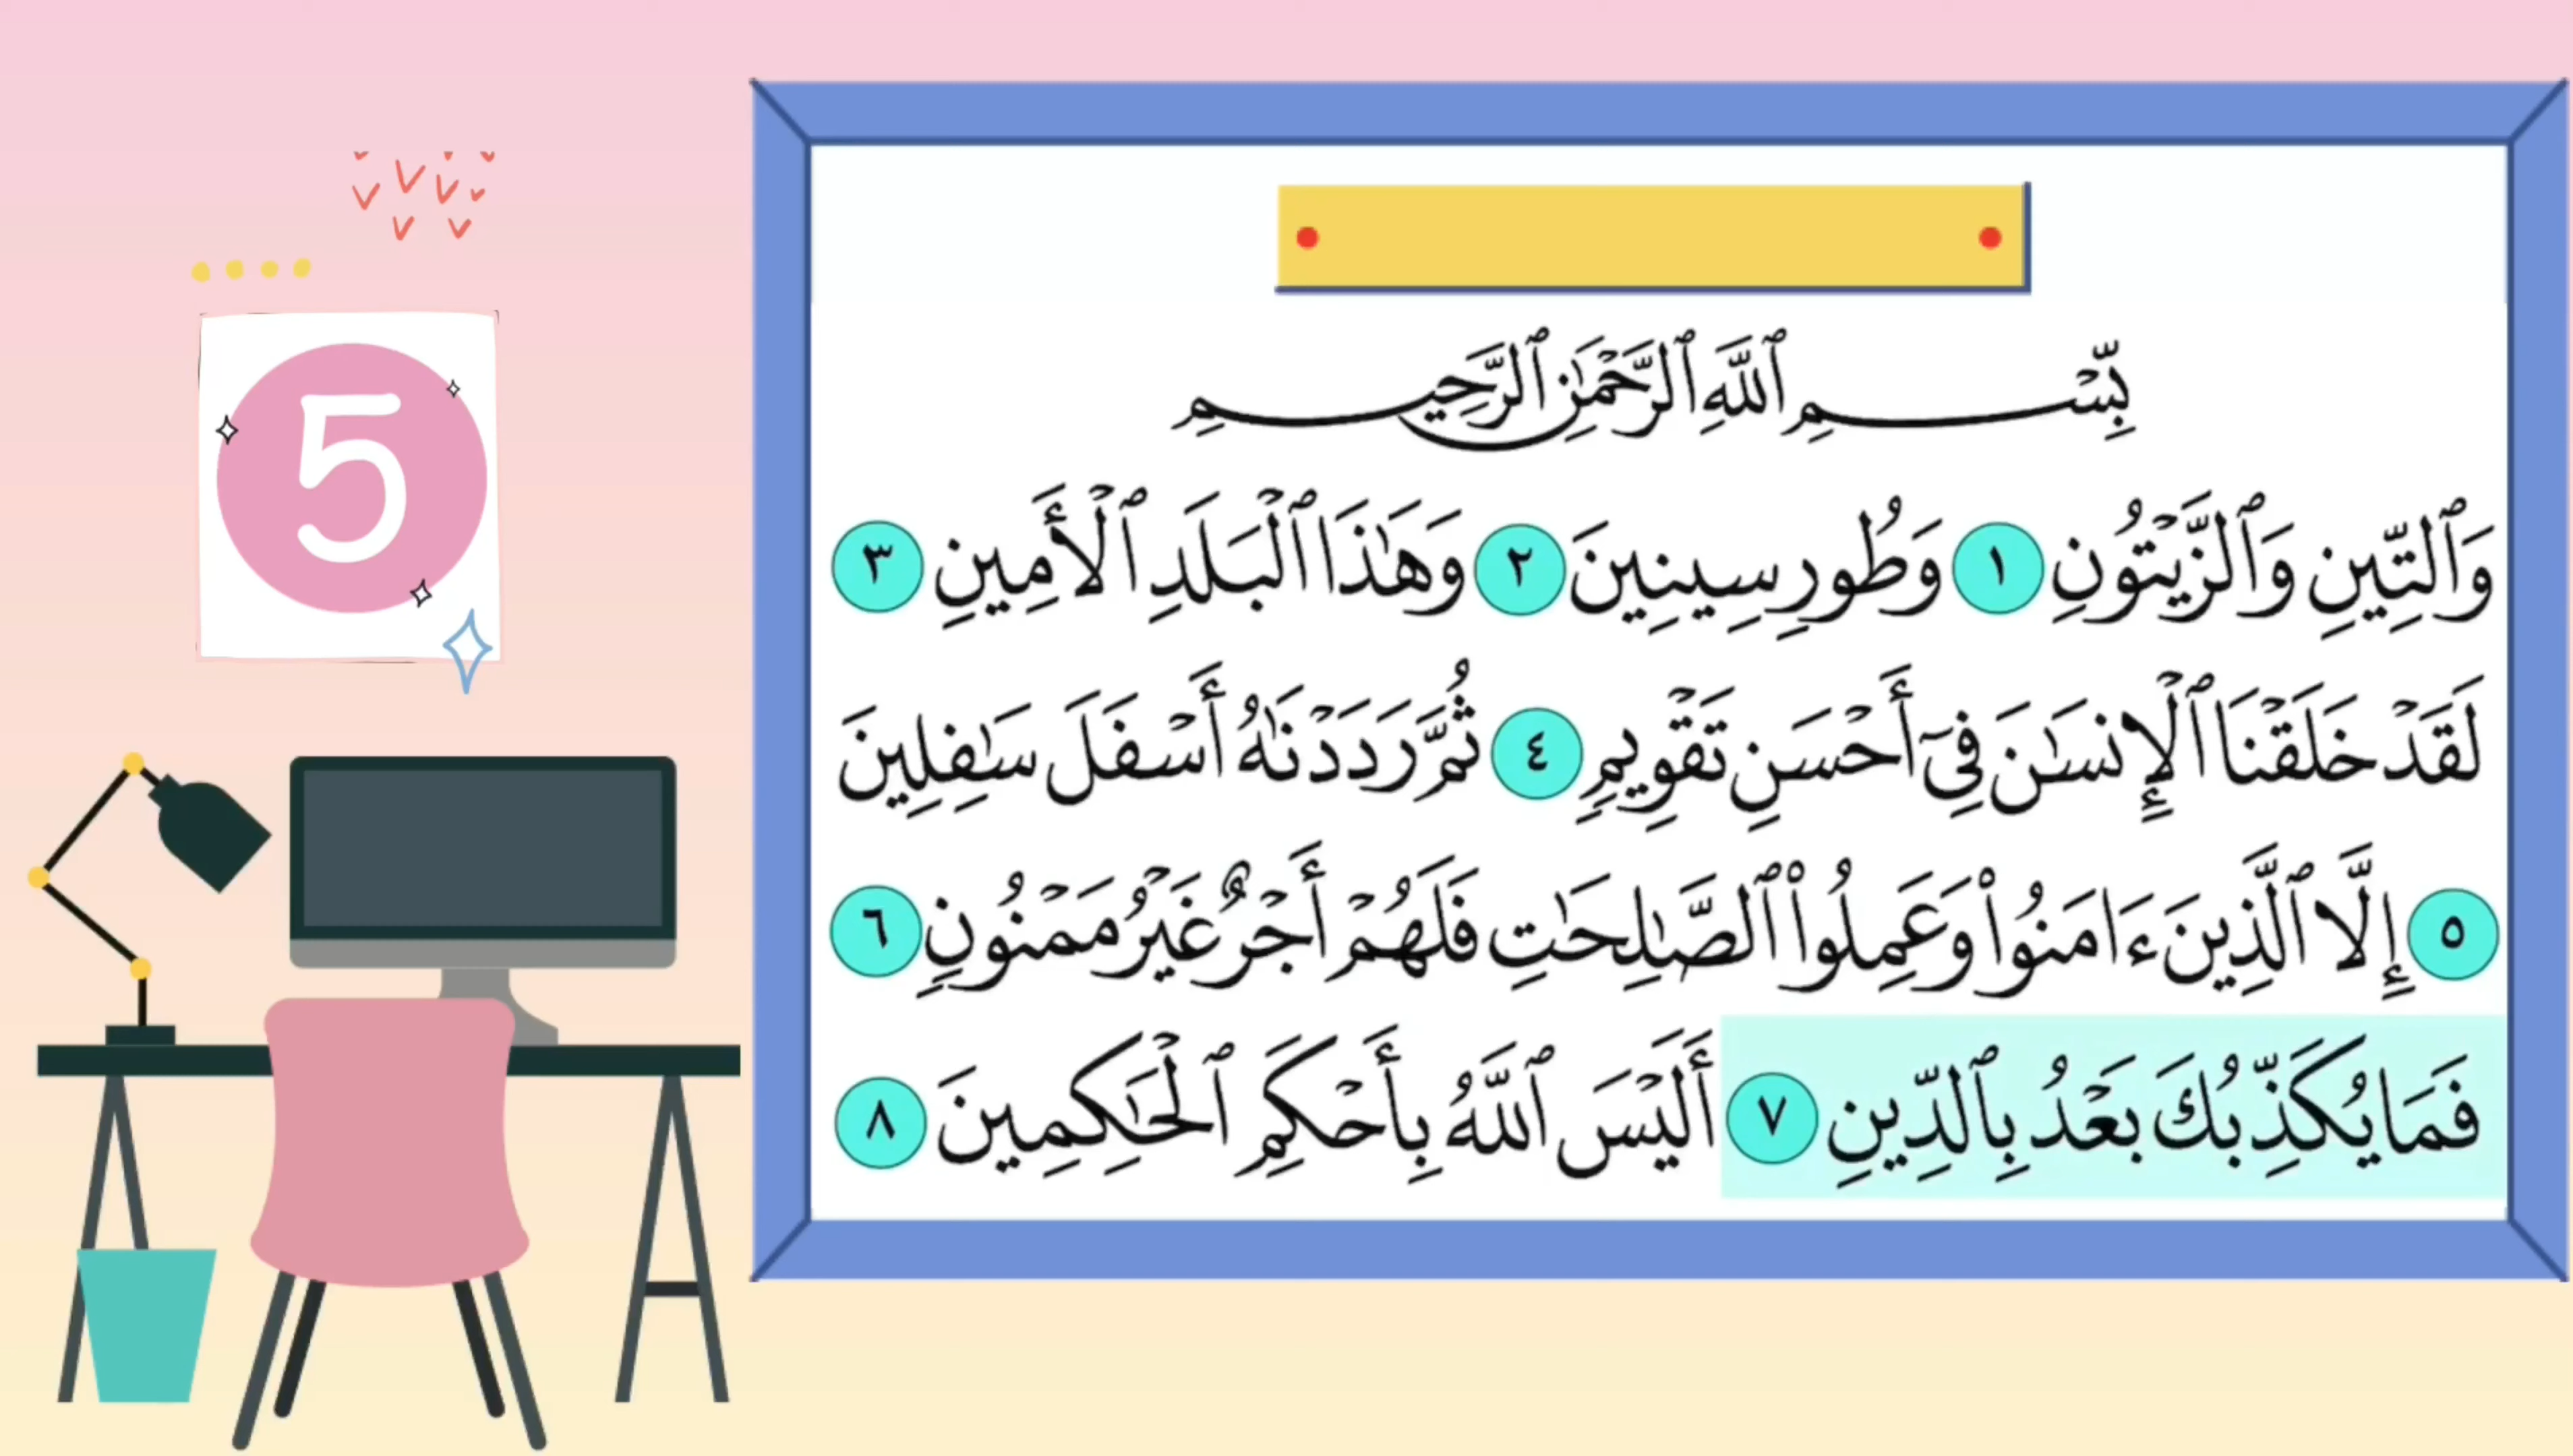 5
بِسۡمِ ٱللَّهِ ٱلرَّحۡمَٰنِ ٱلرَّحِيمِ
وَٱلتِّينِ وَٱلزَّيۡتُونِ ١ وَطُورِ سِينِينَ ٢ وَهَٰذَا ٱلۡبَلَدِ ٱلۡأَمِينِ ٣
لَقَدۡ خَلَقۡنَا ٱلۡإِنسَٰنَ فِيٓ أَحۡسَنِ تَقۡوِيمٖ ٤ ثُمَّ رَدَدۡنَٰهُ أَسۡفَلَ سَٰفِلِينَ
٥ إِلَّا ٱلَّذِينَ ءَامَنُواْ وَعَمِلُواْ ٱلصَّٰلِحَٰتِ فَلَهُمۡ أَجۡرٌ غَيۡرُ مَمۡنُونٖ ٦
فَمَا يُكَذِّبُكَ بَعۡدُ بِٱلدِّينِ ٧ أَلَيۡسَ ٱللَّهُ بِأَحۡكَمِ ٱلۡحَٰكِمِينَ ٨